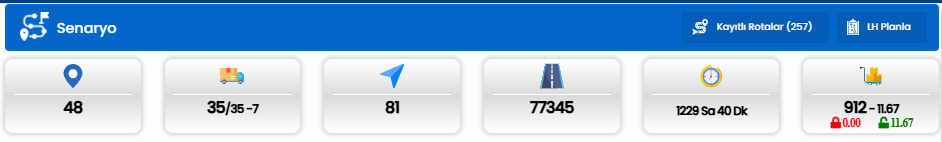 Senaryo
Kayıtlı Rotalar (257)
LH Planla
48
35/35 -7
81
77345
1229 Sa 40 Dk
912 - 11.67
0.00 11.67